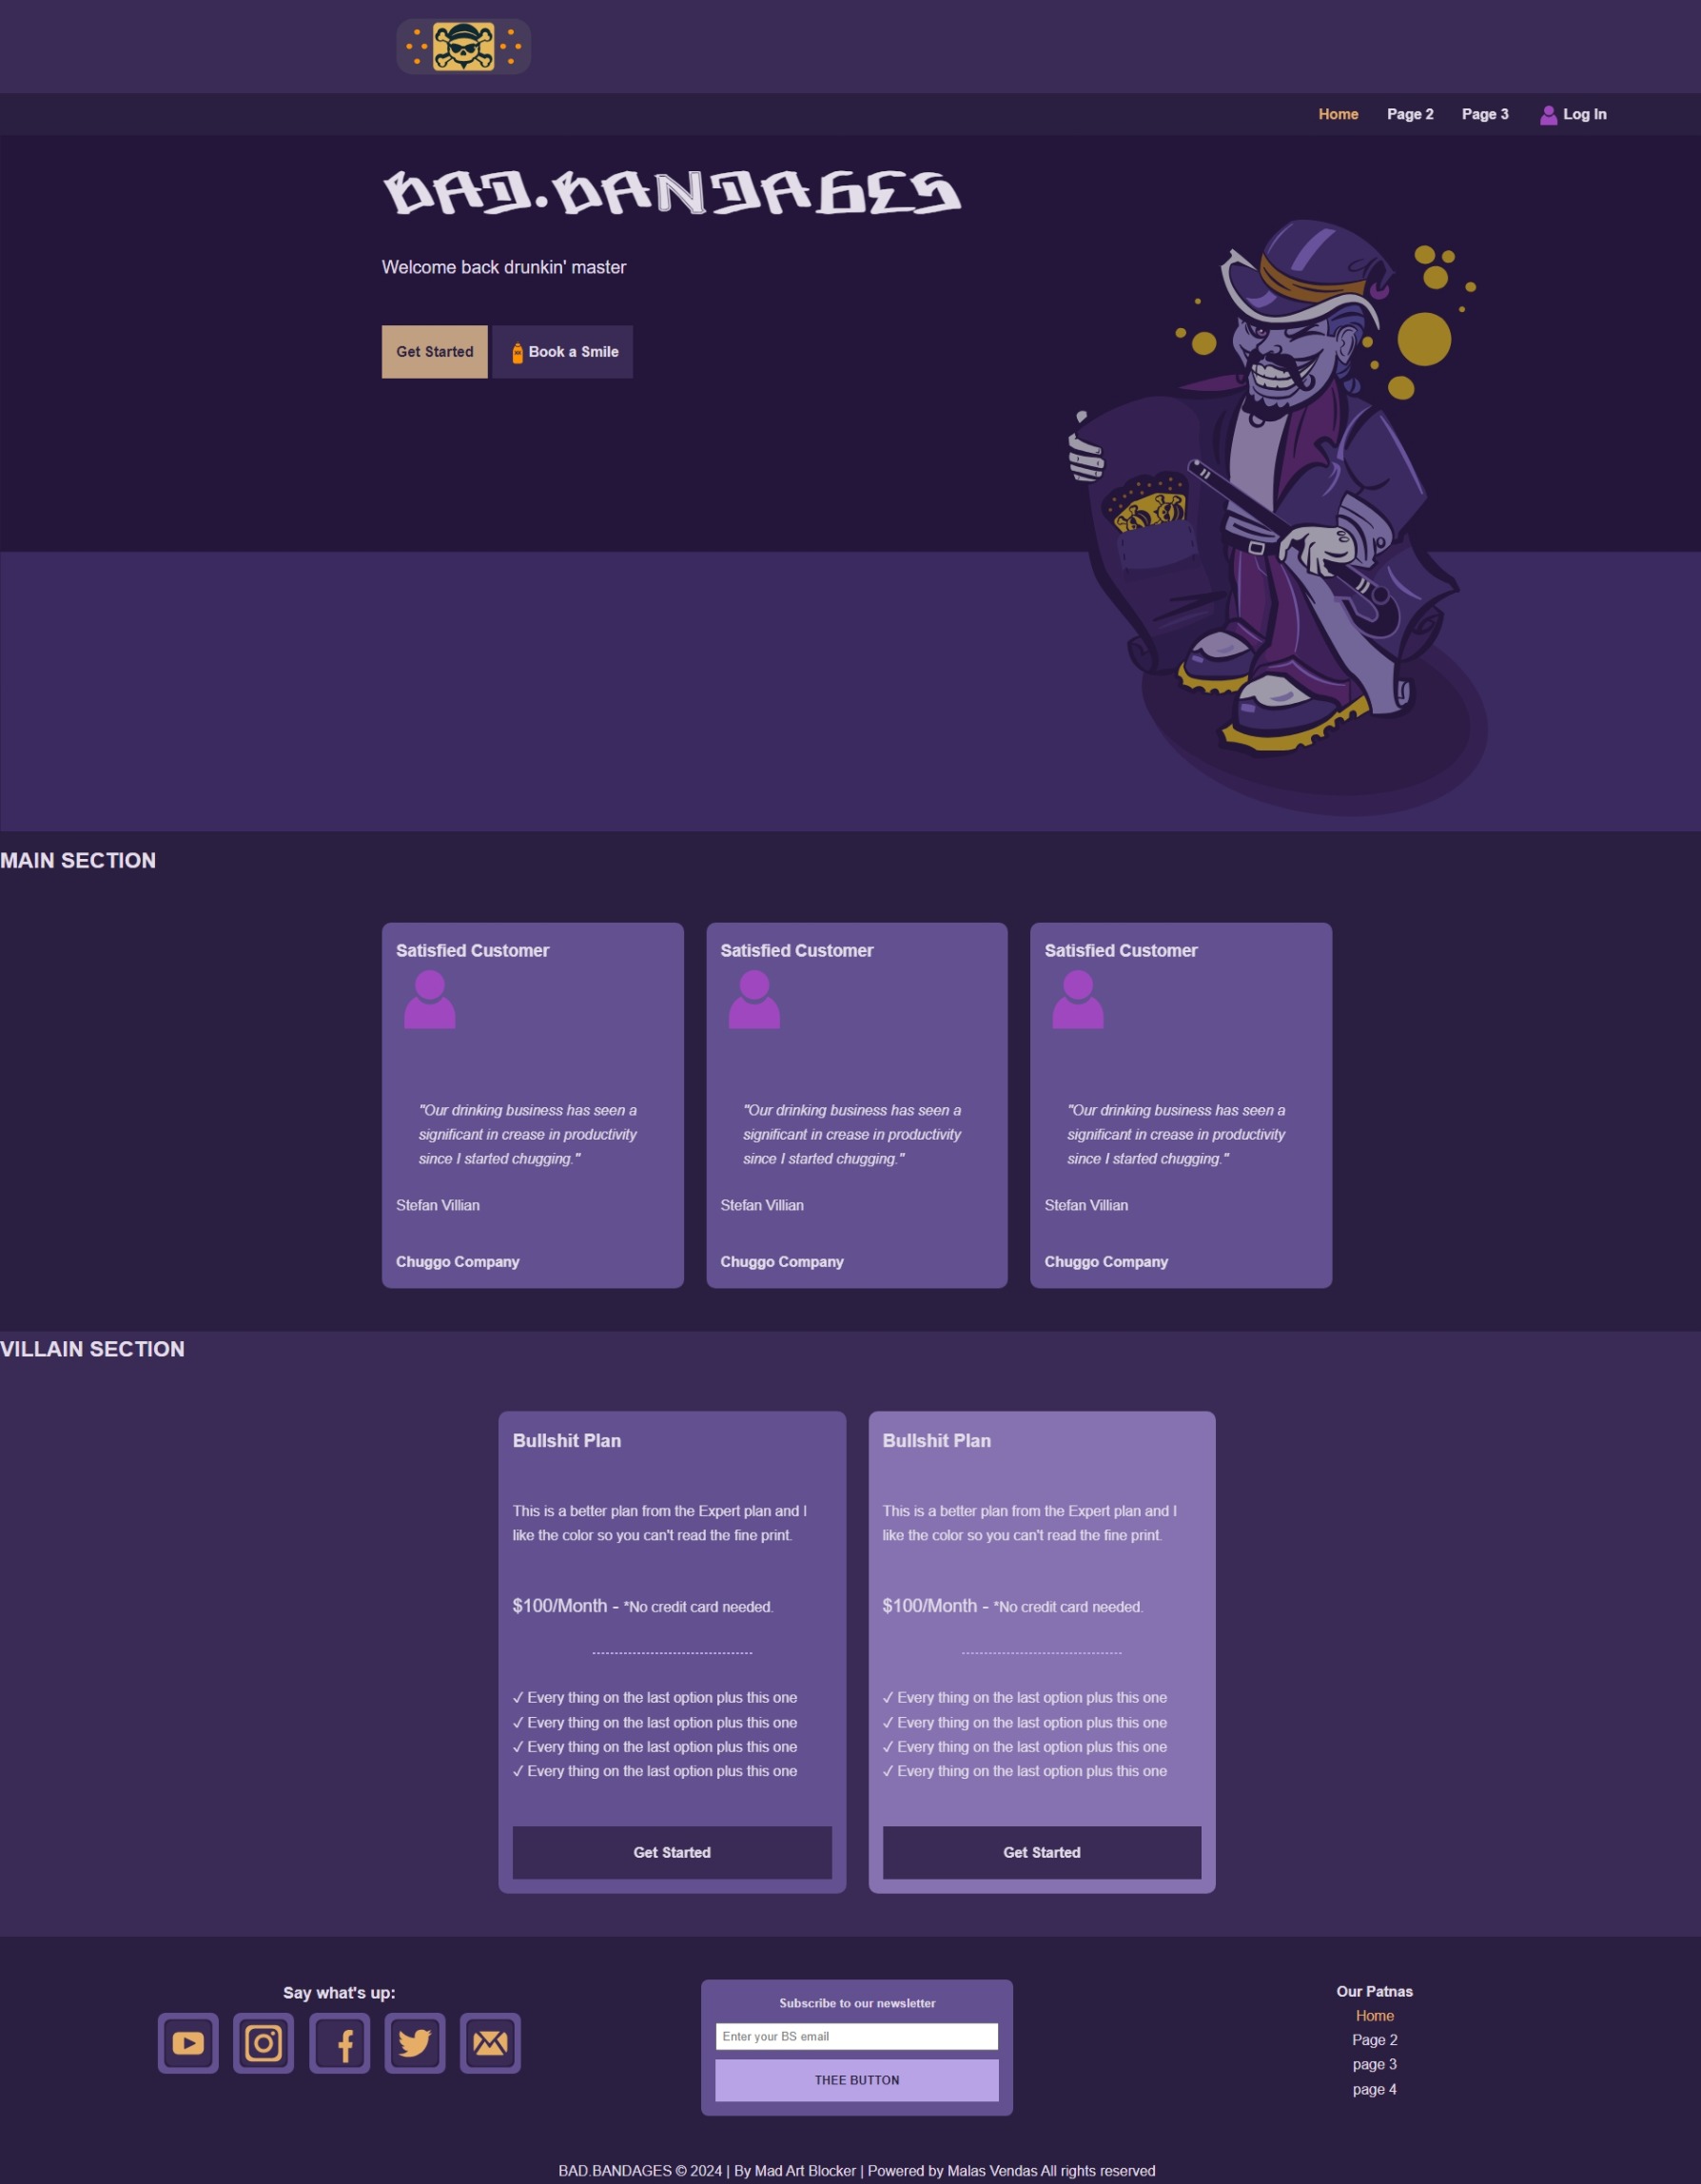 Home Page 2 Page 3 Log In
BAD.BANDAGES
Welcome back drunkin' master
Get Started Book a Smile
MAIN SECTION
Satisfied Customer
"Our drinking business has seen a
significant in crease in productivity
since I started chugging."
Stefan Villian
Chuggo Company
Satisfied Customer
"Our drinking business has seen a
significant in crease in productivity
since I started chugging."
Stefan Villian
Chuggo Company
Satisfied Customer
"Our drinking business has seen a
significant in crease in productivity
since I started chugging."
Stefan Villian
Chuggo Company
VILLAIN SECTION
Bullshit Plan
This is a better plan from the Expert plan and I
like the color so you can't read the fine print.
$100/Month - *No credit card needed.
------------------------------------
✓ Every thing on the last option plus this one
✓ Every thing on the last option plus this one
✓ Every thing on the last option plus this one
✓ Every thing on the last option plus this one
Get Started
Bullshit Plan
This is a better plan from the Expert plan and I
like the color so you can't read the fine print.
$100/Month - *No credit card needed.
------------------------------------
✓ Every thing on the last option plus this one
✓ Every thing on the last option plus this one
✓ Every thing on the last option plus this one
✓ Every thing on the last option plus this one
Get Started
Say what's up:
Subscribe to our newsletter
Enter your BS email
THEE BUTTON
Our Patnas
Home
Page 2
page 3
page 4
BAD.BANDAGES © 2024 | By Mad Art Blocker | Powered by Malas Vendas All rights reserved